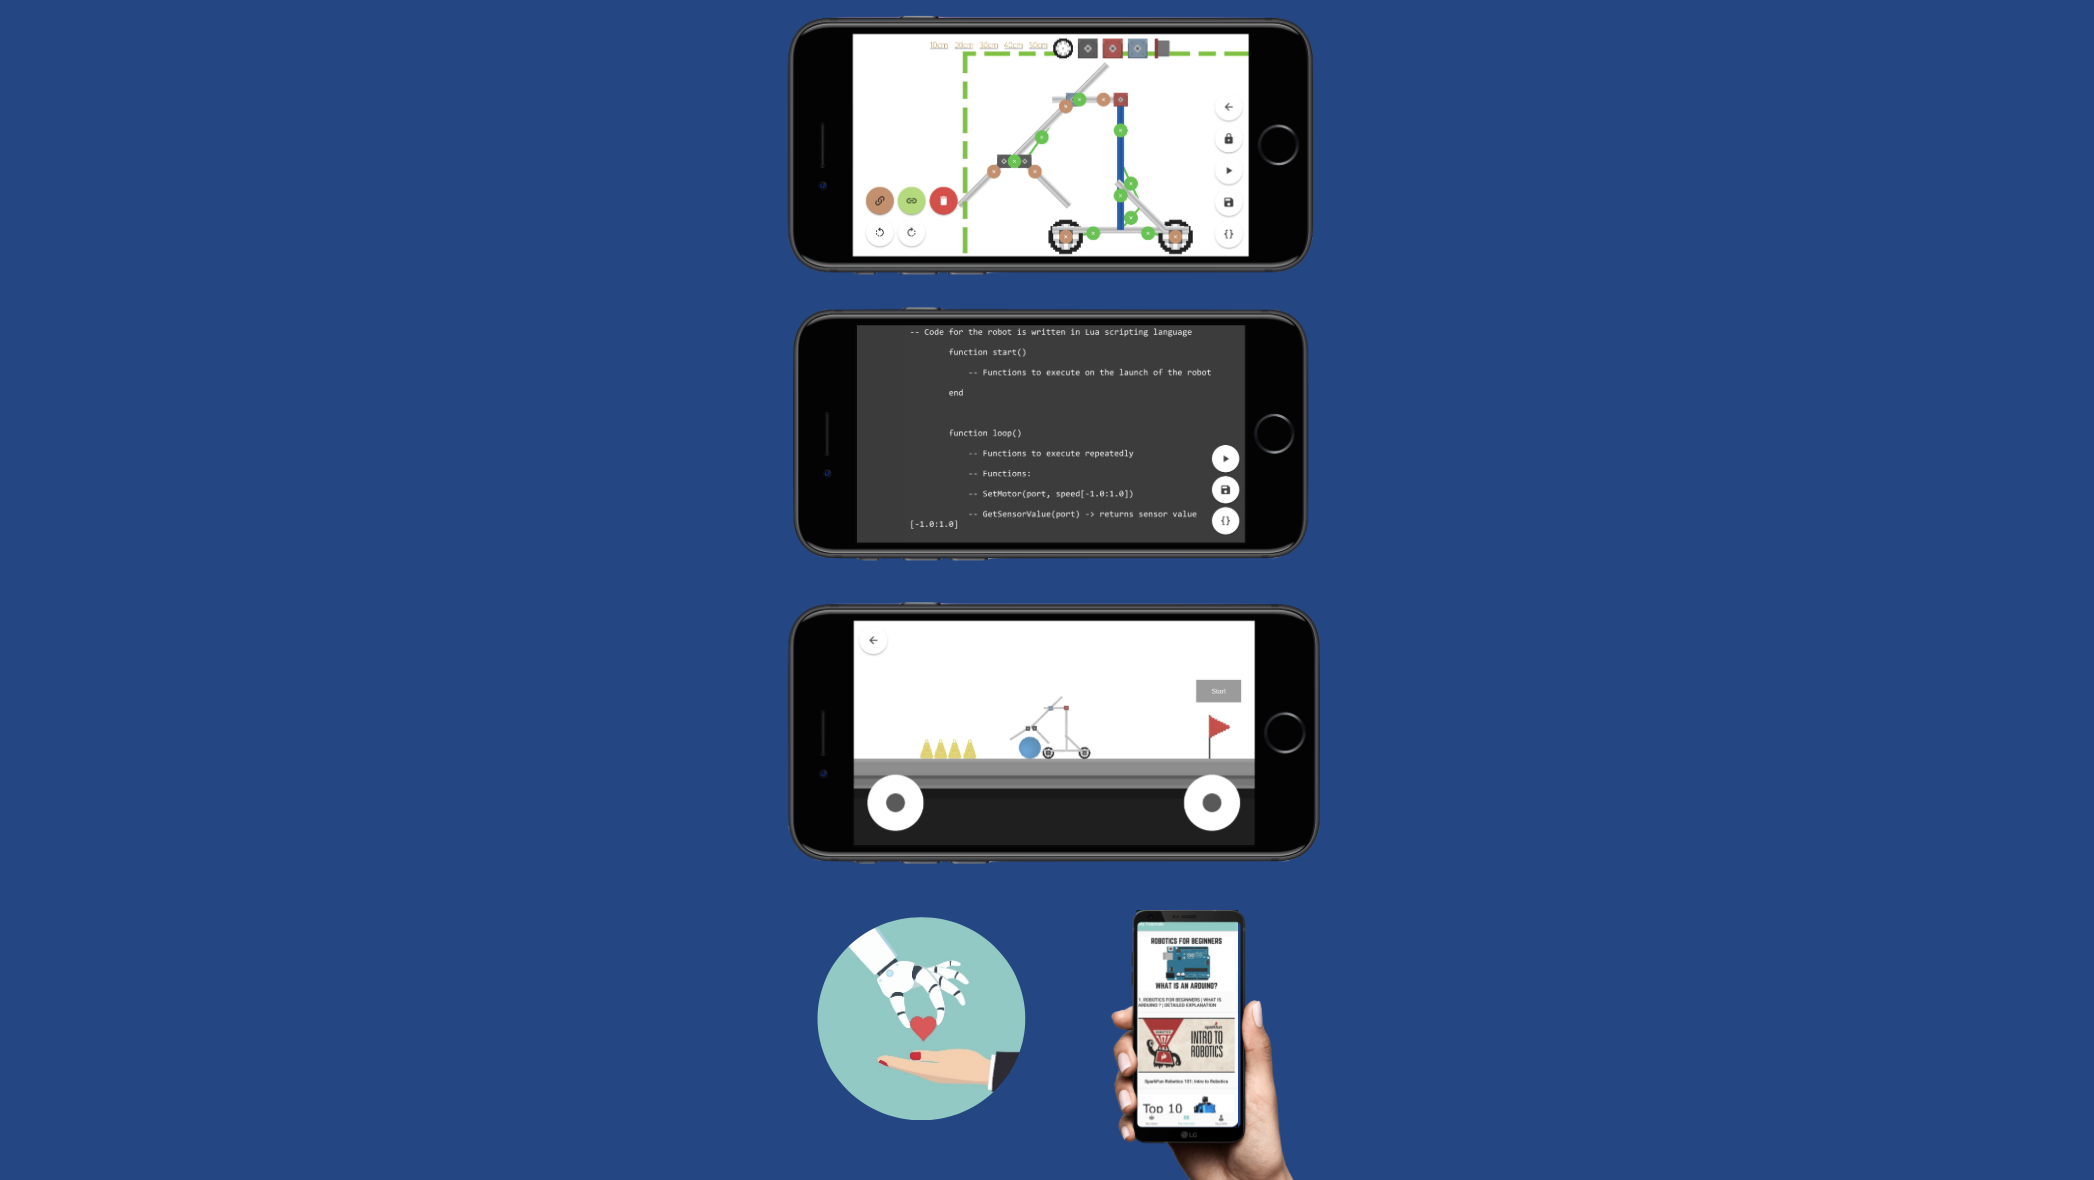 10cm 20cm 30cm 40cm 50cm
{}
-- Code for the robot is written in Lua scripting language
function start()
-- Functions to execute on the launch of the robot
end
function loop()
-- Functions to execute repeatedly
-- Functions:
-- SetMotor(port, speed[-1.0:1.0])
-- GetSensorValue(port) -> returns sensor value
[-1.0:1.0]
{}
Start
ROBOTICS FOR BEGINNERS
WHAT IS AN ARDUINO?
1. ROBOTICS FOR BEGINNERS | WHAT IS
ARDUINO ? | DETAILED EXPLANATION
sparkfun
INTRO TO
ROBOTICS
SparkFun Robotics 101: Intro to Robotics
Top 10
LG